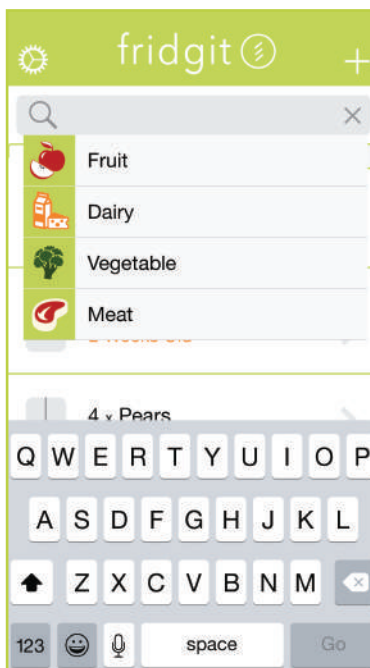 fridgit
Fruit
Dairy
Vegetable
Meat
4 x Pears
Q W E R T Y U I O P
A S D F G H J K L
Z X C V B N M
123 space Go